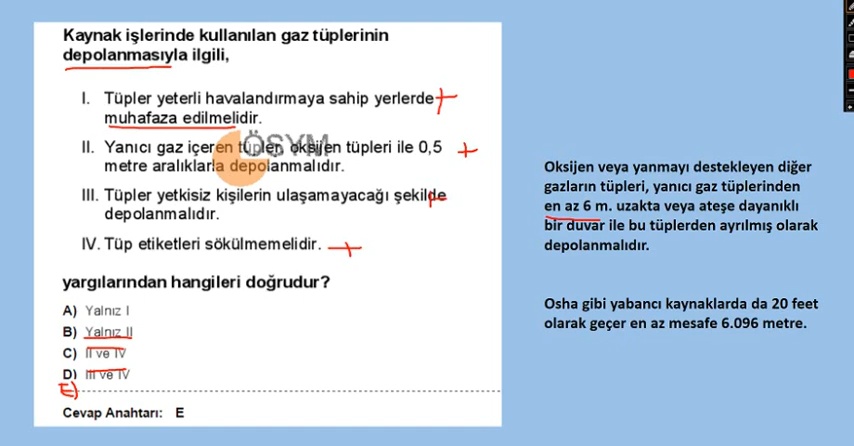 Kaynak işlerinde kullanılan gaz tüplerinin
depolanmasıyla ilgili,
I. Tüpler yeterli havalandırmaya sahip yerlerde
muhafaza edilmelidir.
ÖSYM
II. Yanıcı gaz içeren tüpler, oksijen tüpleri ile 0,5
metre aralıklarla depolanmalıdır.
III. Tüpler yetkisiz kişilerin ulaşamayacağı şekilde
depolanmalıdır.
IV. Tüp etiketleri sökülmemelidir.
yargılarından hangileri doğrudur?
A) Yalnız I
B) Yalnız II
C) II ve IV
D) III ve IV
E)
Cevap Anahtarı: E
Oksijen veya yanmayı destekleyen diğer
gazların tüpleri, yanıcı gaz tüplerinden
en az 6 m. uzakta veya ateşe dayanıklı
bir duvar ile bu tüplerden ayrılmış olarak
depolanmalıdır.
Osha gibi yabancı kaynaklarda da 20 feet
olarak geçer en az mesafe 6.096 metre.